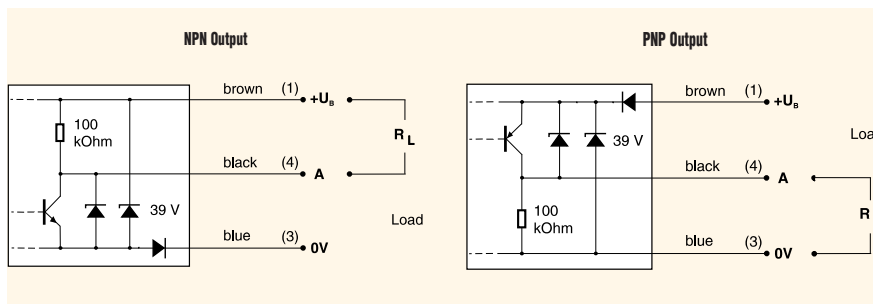 NPN Output
brown (1) +UB
100 kOhm
RL
black (4) A
39 V
Load
blue (3) 0V
PNP Output
brown (1) +UB
39 V
Loa
black (4) A
100 kOhm
R
blue (3) 0V